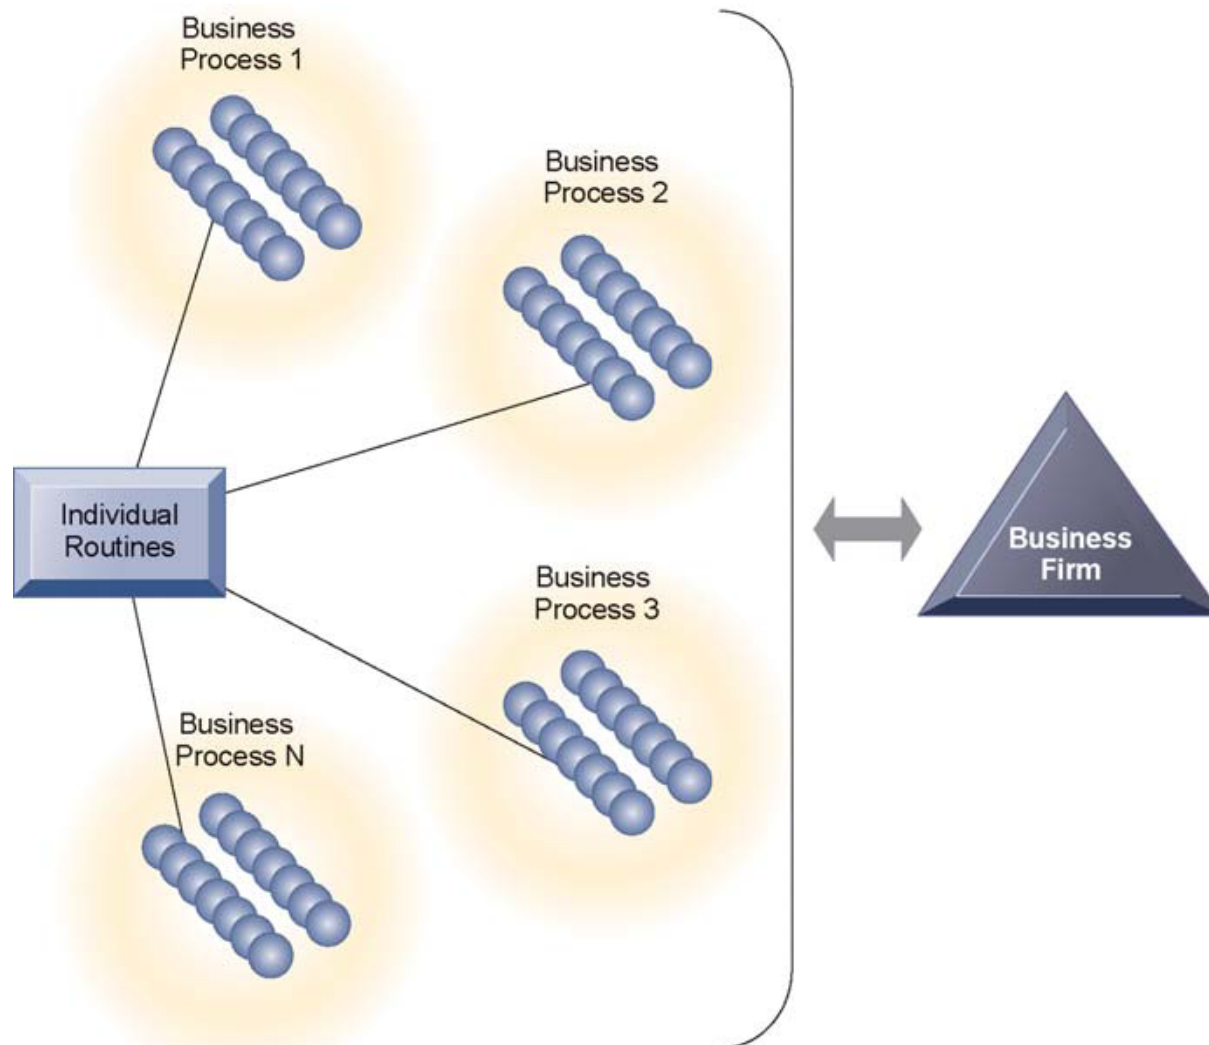 Business
Process 1
Business
Process 2
Individual
Routines
Business
Firm
Business
Process 3
Business
Process N